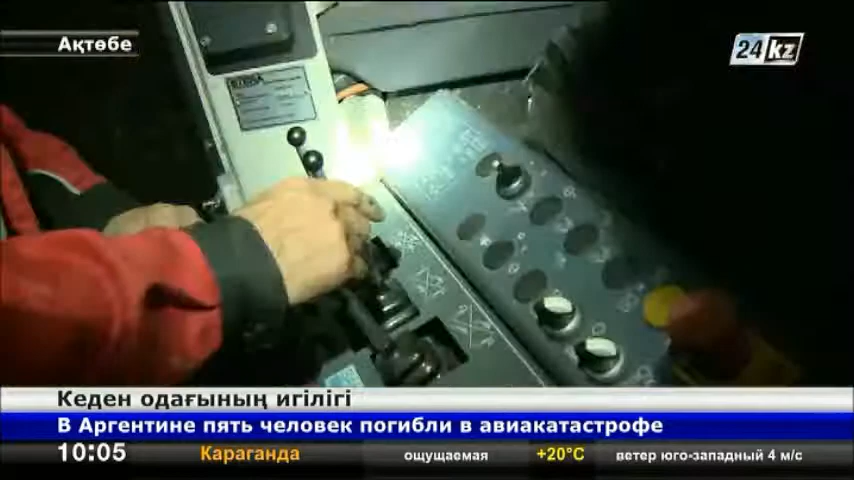 Ақтөбе
24kz
Кеден одағының игілігі
В Аргентине пять человек погибли в авиакатастрофе
10:05 Караганда ощущаемая +20°C ветер юго-западный 4 м/с